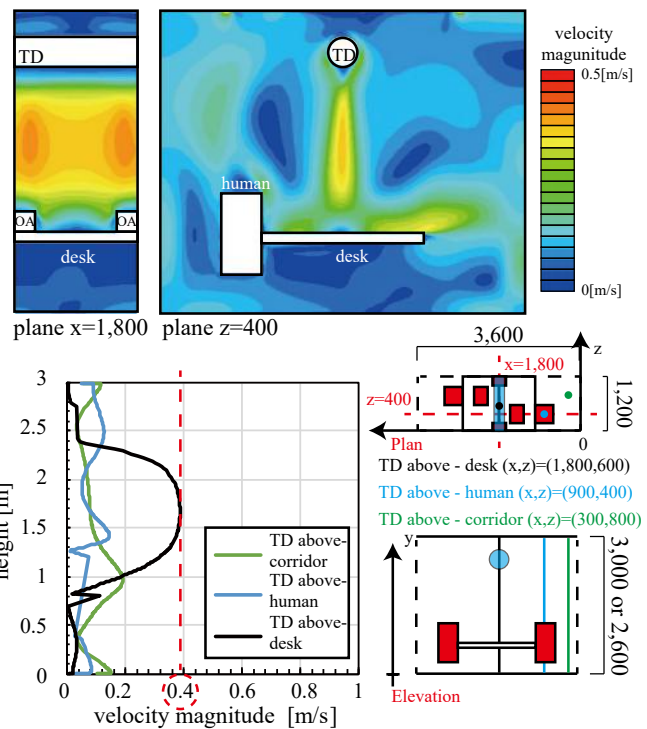 TD
OA
OA
desk
plane x=1,800
TD
human
desk
plane z=400
velocity
magunitude
0.5[m/s]
0[m/s]
3
2.5
2
1.5
1
0.5
0
height [m]
TD above-
corridor
TD above-
human
TD above-
desk
0
0.2
0.4
0.6
0.8
1
velocity magnitude [m/s]
3,600
z
x=1,800
z=400
1,200
Plan
0
TD above - desk (x,z)=(1,800,600)
TD above - human (x,z)=(900,400)
TD above - corridor (x,z)=(300,800)
y
3,000 or 2,600
Elevation